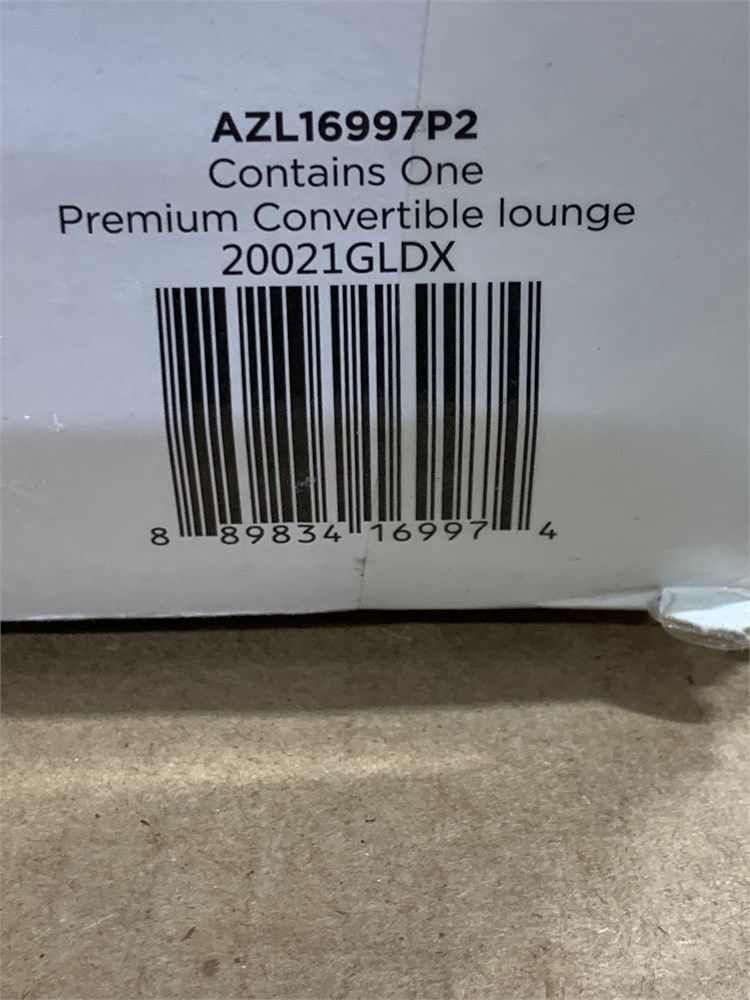 AZL16997P2
Contains One
Premium Convertible lounge
20021GLDX
8 89834 16997 4